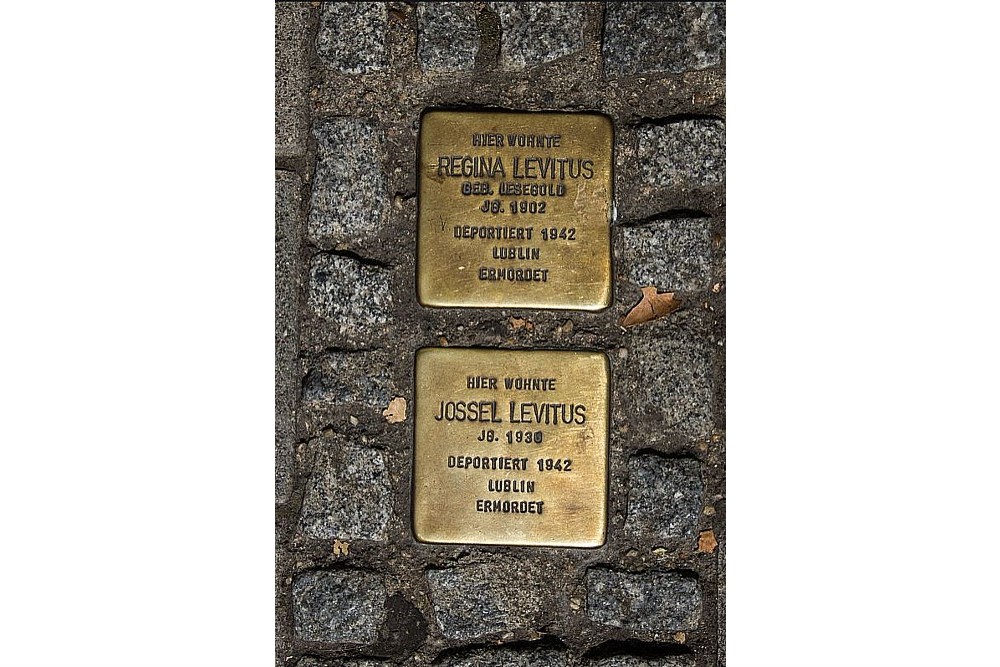 HIER WOHNTE
REGINA LEVITUS
GEB. LESEGOLD
JG. 1902
DEPORTIERT 1942
LUBLIN
ERMORDET
HIER WOHNTE
JOSSEL LEVITUS
JG. 1930
DEPORTIERT 1942
LUBLIN
ERMORDET